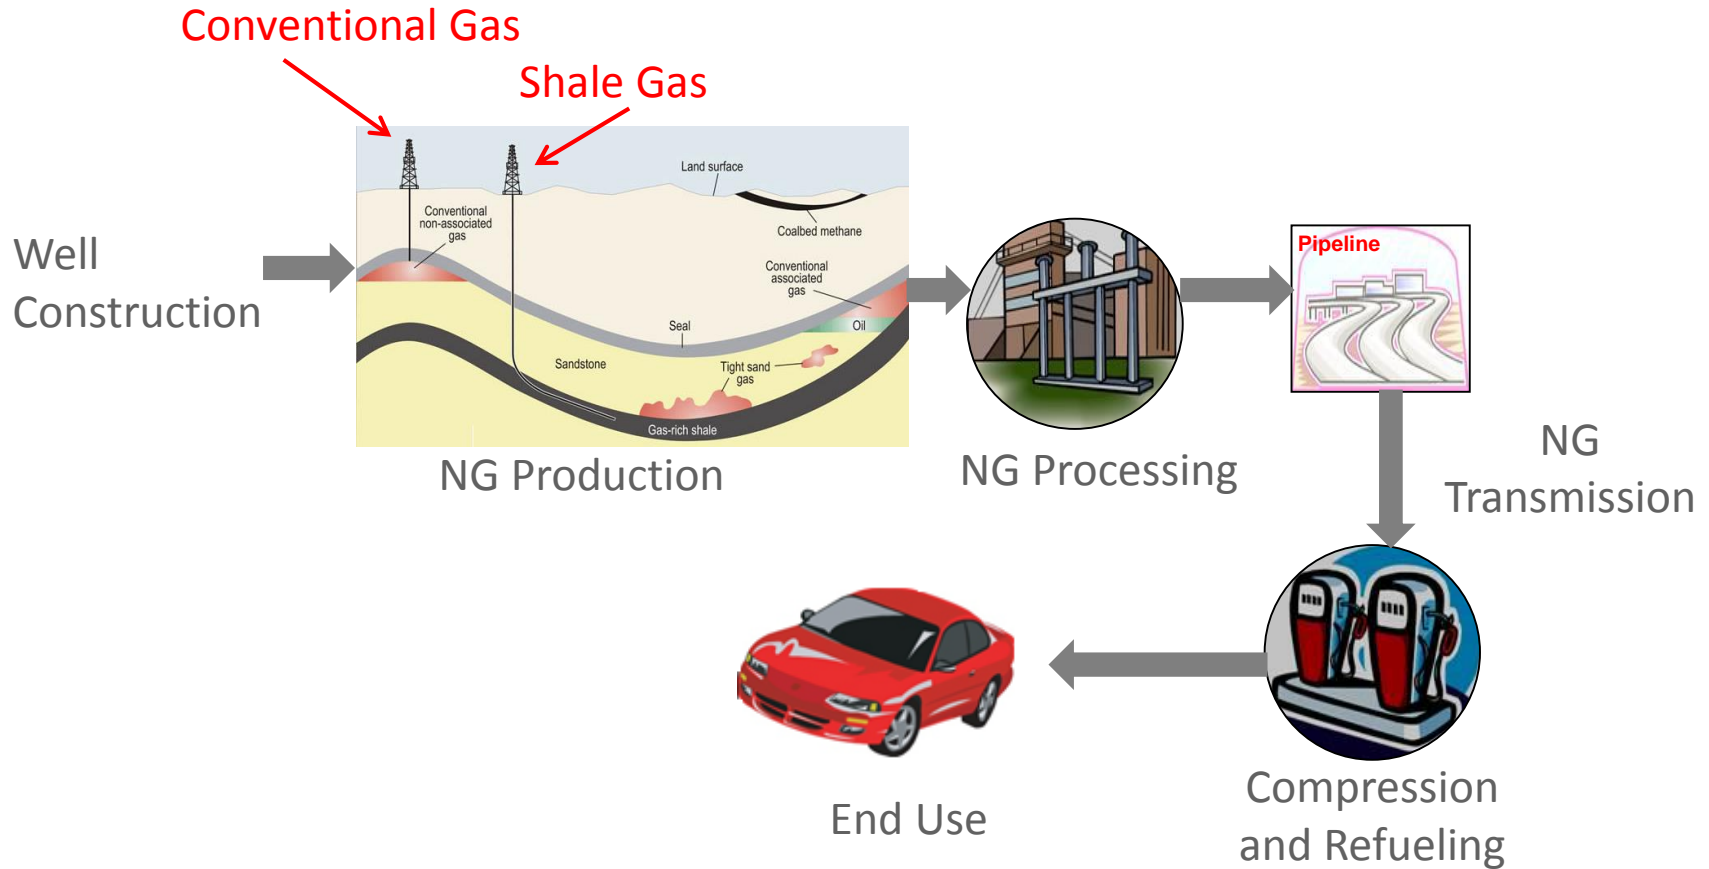 Conventional Gas
Shale Gas
Land surface
Conventional
non-associated
gas
Coalbed methane
Well
Construction
Pipeline
Conventional
associated
gas
Seal
Oil
Sandstone
Tight sand
gas
Gas-rich shale
NG Production
NG Processing
NG
Transmission
End Use
Compression
and Refueling